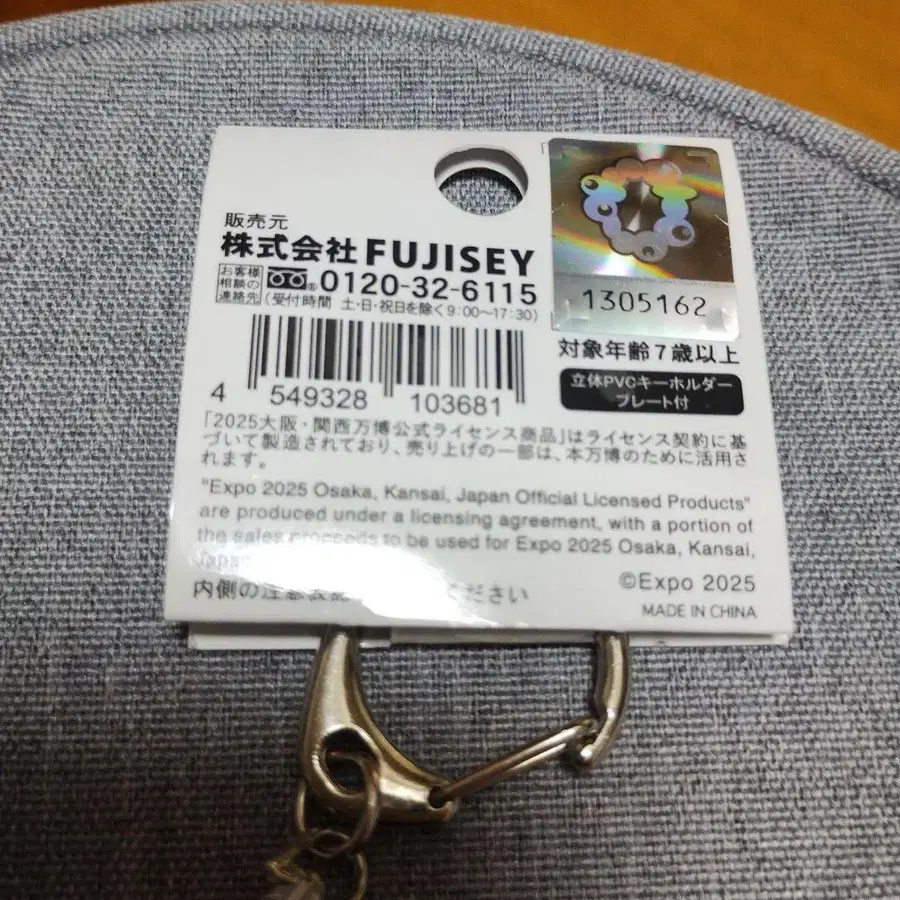 販売元
株式会社FUJISEY
お客様
相談の
連絡先
® 0120-32-6115
(受付時間 土・日・祝日を除く9:00〜17:30)
1305162
対象年齢7歳以上
立体PVCキーホルダー
プレート付
4 549328 103681
「2025大阪・関西万博公式ライセンス商品」はライセンス契約に基
づいて製造されており、売り上げの一部は、本万博のために活用さ
れます。
"Expo 2025 Osaka, Kansai, Japan Official Licensed Products"
are produced under a licensing agreement, with a portion of
the sales proceeds to be used for Expo 2025 Osaka, Kansai,
Japan
内側の注意表記 ください
©Expo 2025
MADE IN CHINA